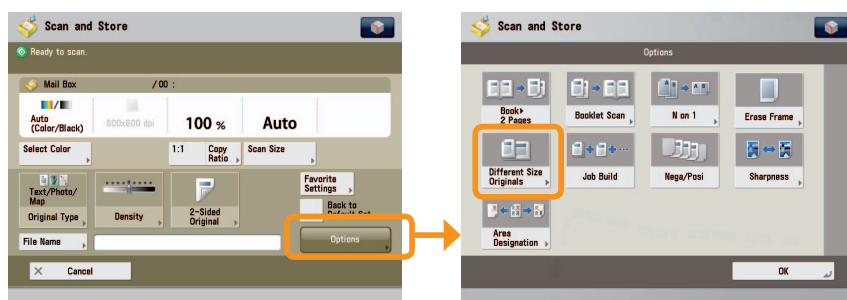 Scan and Store
Ready to scan.
Mail Box /00 :
Auto
(Color/Black)
600x600 dpi
100 %
Auto
Select Color
1:1
Copy
Ratio
Scan Size
Text/Photo/
Map
Original Type
Density
2-Sided
Original
Favorite
Settings
Back to
Default Set.
File Name
Options
Cancel
Scan and Store
Options
Book
2 Pages
Booklet Scan
N on 1
Erase Frame
Different Size
Originals
Job Build
Nega/Posi
Sharpness
Area
Designation
OK